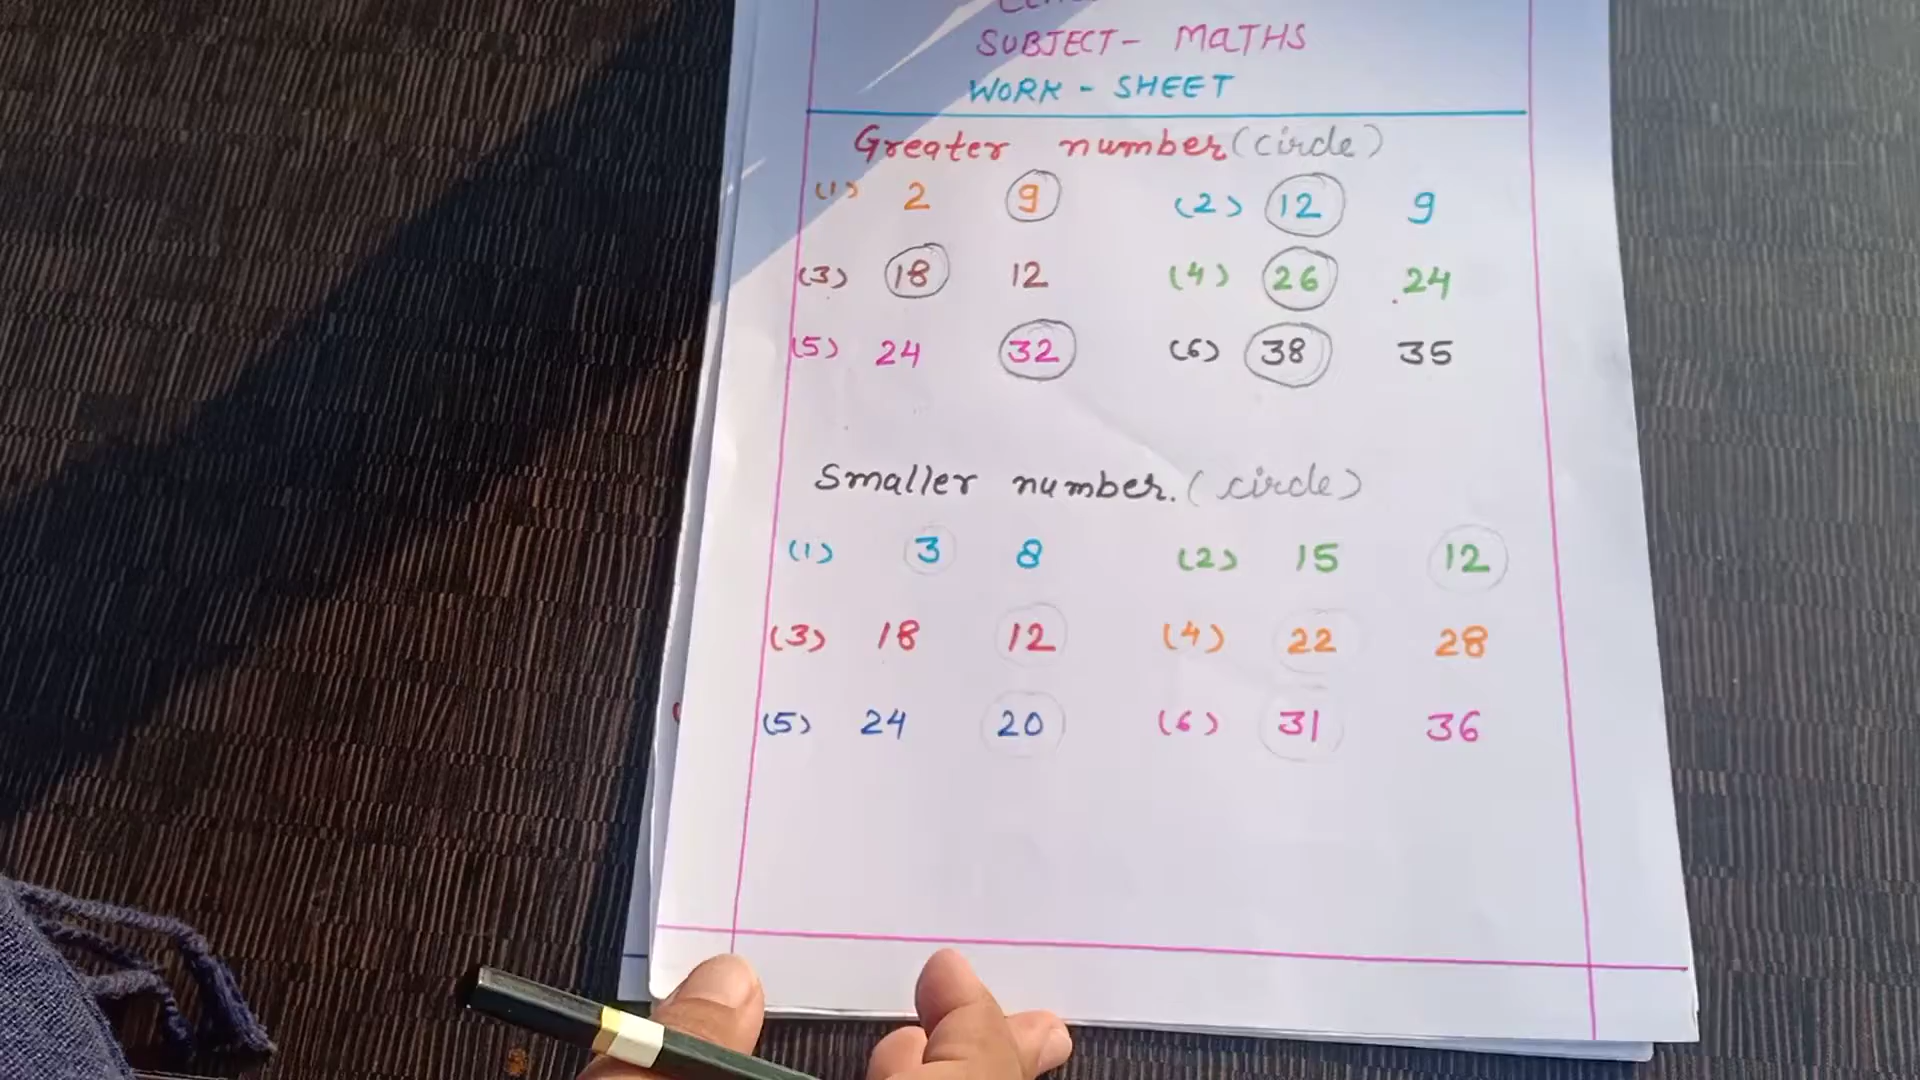 SUBJECT- MATHS
WORK - SHEET
Greater number (circle)
(1) 2 9 (2) 12 9
(3) 18 12 (4) 26 24
(5) 24 32 (6) 38 35
Smaller number. (circle)
(1) 3 8 (2) 15 12
(3) 18 12 (4) 22 28
(5) 24 20 (6) 31 36